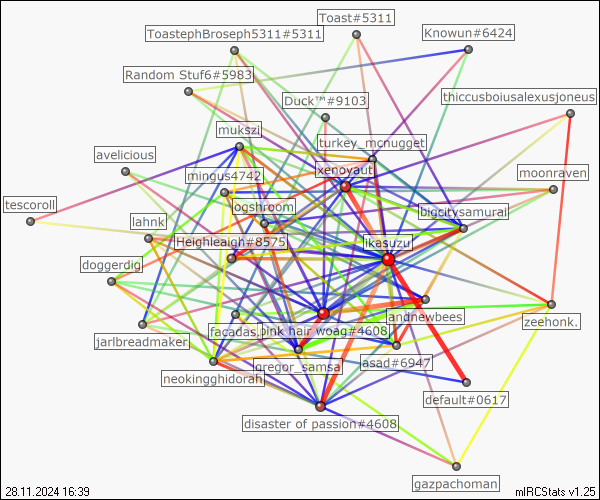 Toast#5311
ToastephBroseph5311#5311
Knowun#6424
Random Stuf6#5983
Duck™#9103
thiccusboiusalexusjoneus
mukszi
turkey_mcnugget
avelicious
xenoyaut
mingus4742
moonraven
tescoroll
ogshroom
bigcitysamurai
lahnk
Heighleaigh#8575
ikasuzu
doggerdig
facadas.
pink hair woag#4608
andnewbees
zeehonk.
jarlbreadmaker
gregor_samsa
asad#6947
neokingghidorah
default#0617
disaster of passion#4608
gazpachoman
28.11.2024 16:39
mIRCStats v1.25